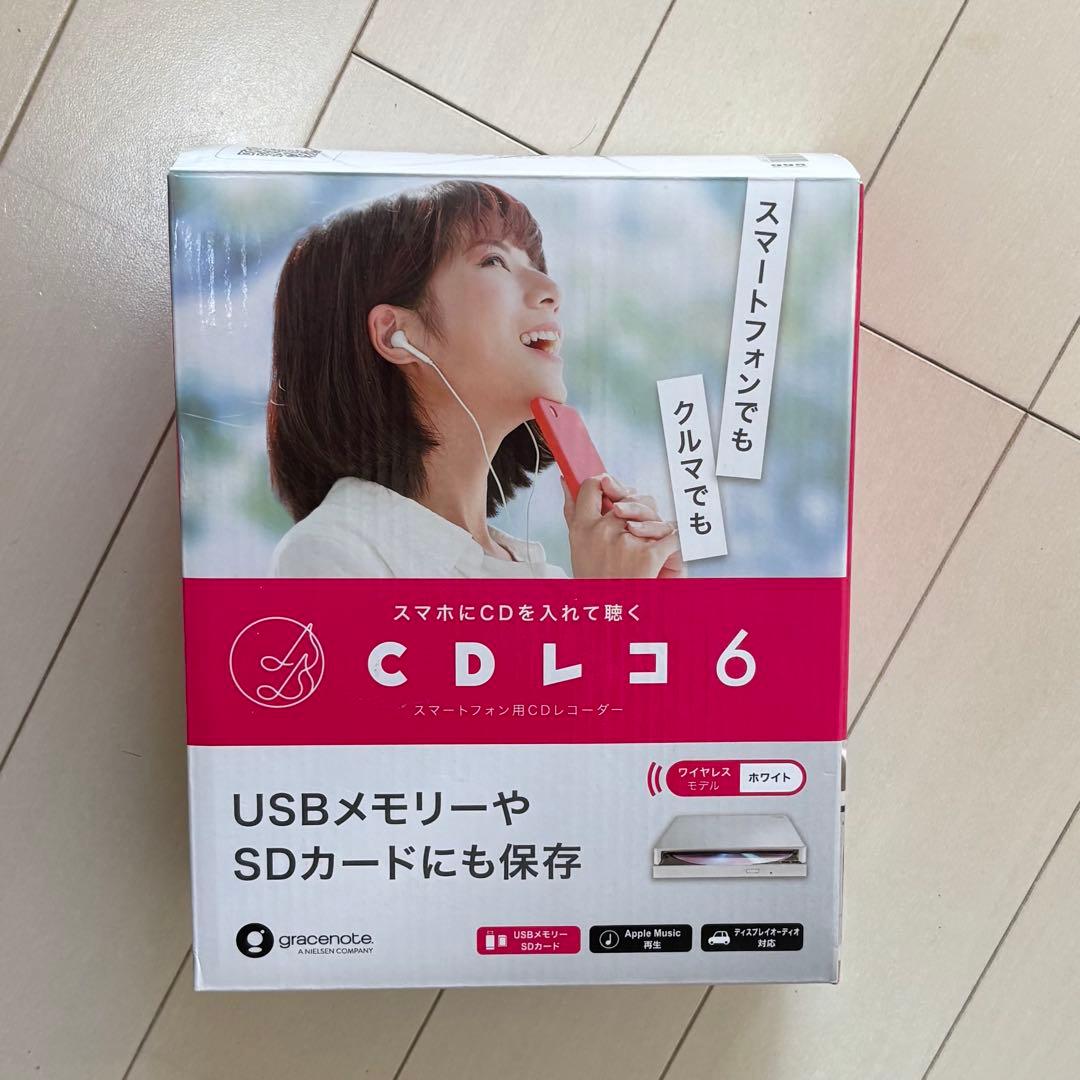 スマートフォンでも
クルマでも
スマホにCDを入れて聴く
CDレコ6
スマートフォン用CDレコーダー
ワイヤレス
モデル
ホワイト
USBメモリーや
SDカードにも保存
gracenote.
A NIELSEN COMPANY
USBメモリー
SDカード
Apple Music
再生
ディスプレイオーディオ
対応